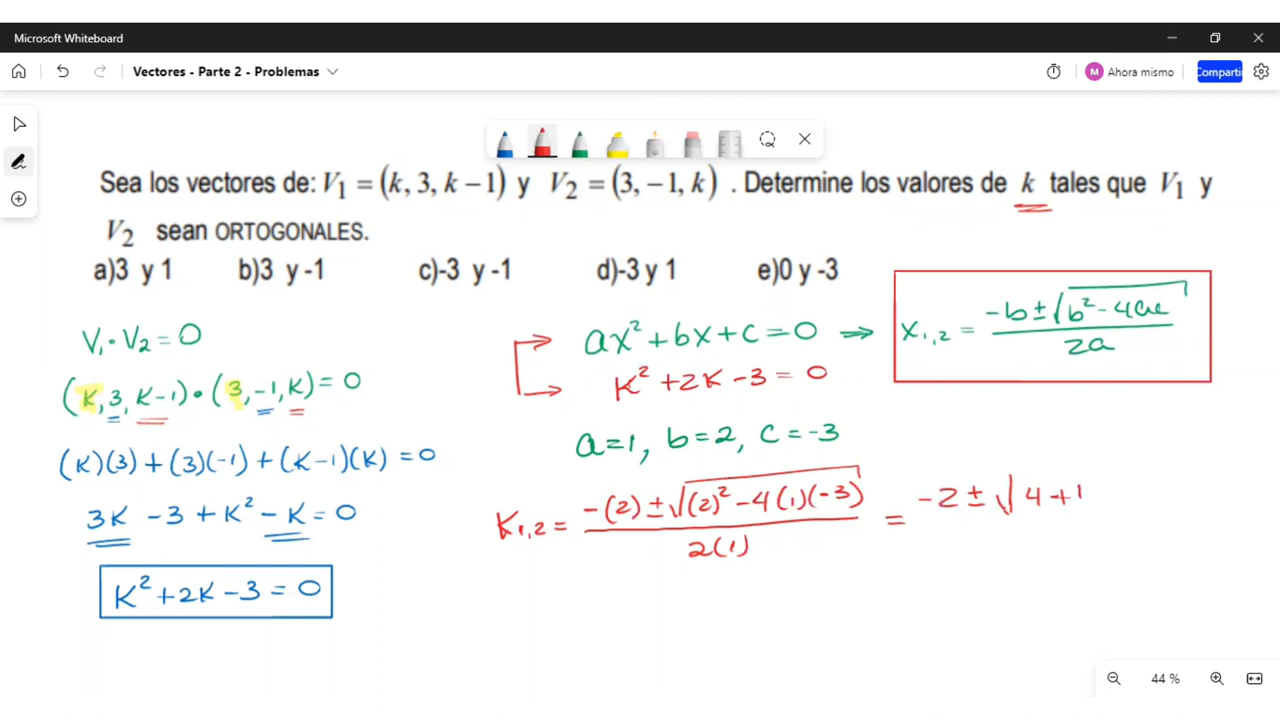 Microsoft Whiteboard
Vectores - Parte 2 - Problemas
M Ahora mismo Comparti
Sea los vectores de: V₁ = (k, 3, k − 1) y V₂ = (3, −1, k) . Determine los valores de k tales que V₁ y
V₂ sean ORTOGONALES.
a)3 y 1 b)3 y -1 c)-3 y -1 d)-3 y 1 e)0 y -3
V₁ • V₂ = 0
(K, 3, K-1) • (3, -1, K) = 0
(K)(3) + (3)(-1) + (K-1)(K) = 0
3K - 3 + K² - K = 0
K² + 2K - 3 = 0
ax² + bx + c = 0 ⇒ x₁,₂ = (-b ± √(b² - 4ac)) / 2a
K² + 2K - 3 = 0
a=1, b=2, c=-3
K₁,₂ = (-(2) ± √((2)² - 4(1)(-3))) / 2(1) = -2 ± √4 + 1
44 %